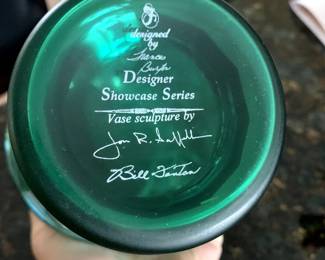 designed
by
Designer
Showcase Series
Vase sculpture by
Jon R. Saffell
Bill Fenton